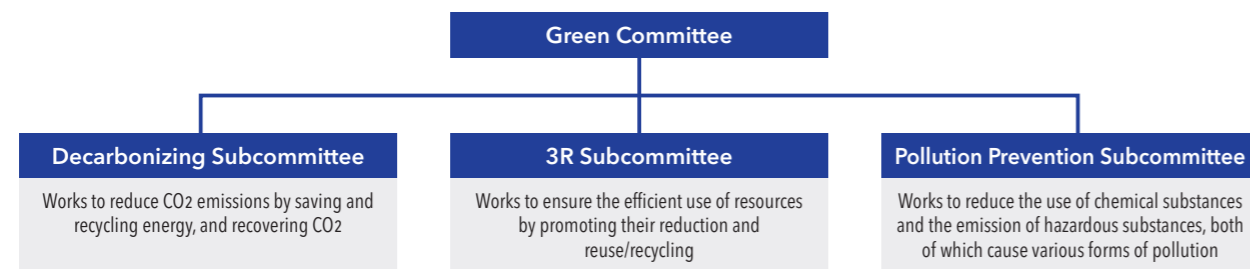 Green Committee
Decarbonizing Subcommittee
Works to reduce CO2 emissions by saving and
recycling energy, and recovering CO2
3R Subcommittee
Works to ensure the efficient use of resources
by promoting their reduction and
reuse/recycling
Pollution Prevention Subcommittee
Works to reduce the use of chemical substances
and the emission of hazardous substances, both
of which cause various forms of pollution